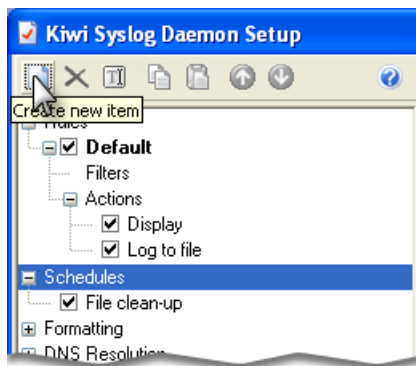 Kiwi Syslog Daemon Setup
Create new item
Rules
Default
Filters
Actions
Display
Log to file
Schedules
File clean-up
Formatting
DNS Resolution